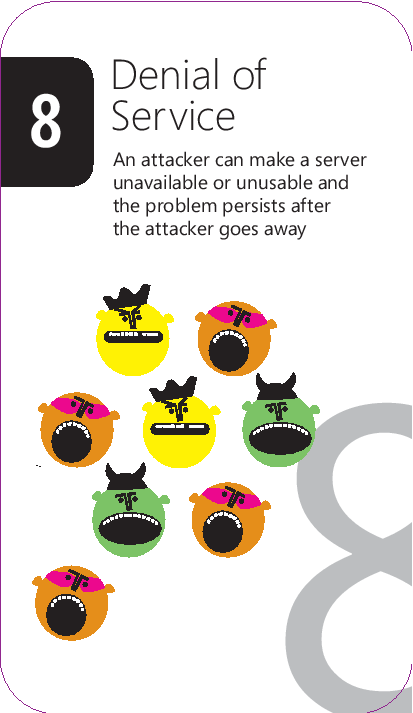 8
Denial of
Service
An attacker can make a server
unavailable or unusable and
the problem persists after
the attacker goes away
8